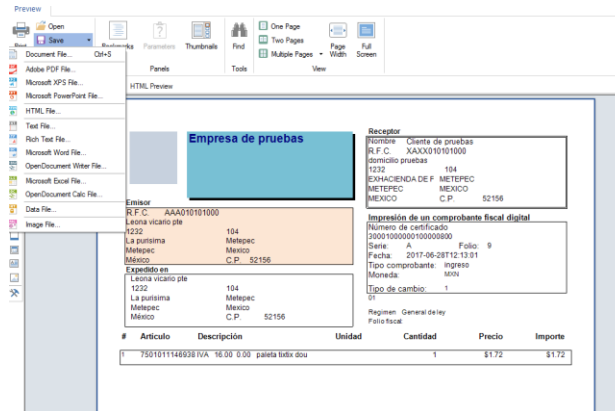 Preview
Open
Save
Bookmarks
Parameters
Thumbnails
Find
One Page
Two Pages
Multiple Pages
Page Width
Full Screen
Panels
Tools
View
Document File... Ctrl+S
Adobe PDF File...
Microsoft XPS File...
Microsoft PowerPoint File...
HTML File...
Text File...
Rich Text File...
Microsoft Word File...
OpenDocument Writer File...
Microsoft Excel File...
OpenDocument Calc File...
Data File...
Image File...
HTML Preview
Empresa de pruebas
Receptor
Nombre Cliente de pruebas
R.F.C. XAXX010101000
domicilio pruebas
1232 104
EXHACIENDA DE F METEPEC
METEPEC MEXICO
MEXICO C.P. 52156
Emisor
R.F.C. AAA010101000
Leona vicario pte
1232 104
La purisima Metepec
Metepec Mexico
México C.P. 52156
Expedido en
Leona vicario pte
1232 104
La purisima Metepec
Metepec Mexico
México C.P. 52156
Impresión de un comprobante fiscal digital
Número de certificado
30001000000100000800
Serie: A Folio: 9
Fecha: 2017-06-28T12:13:01
Tipo comprobante: ingreso
Moneda: MXN
Tipo de cambio: 1
01
Regimen General de ley
Folio fiscal:
# Artículo Descripción Unidad Cantidad Precio Importe
1 7501011146938 IVA 16.00 0.00 paleta tixtix dou 1 $1.72 $1.72